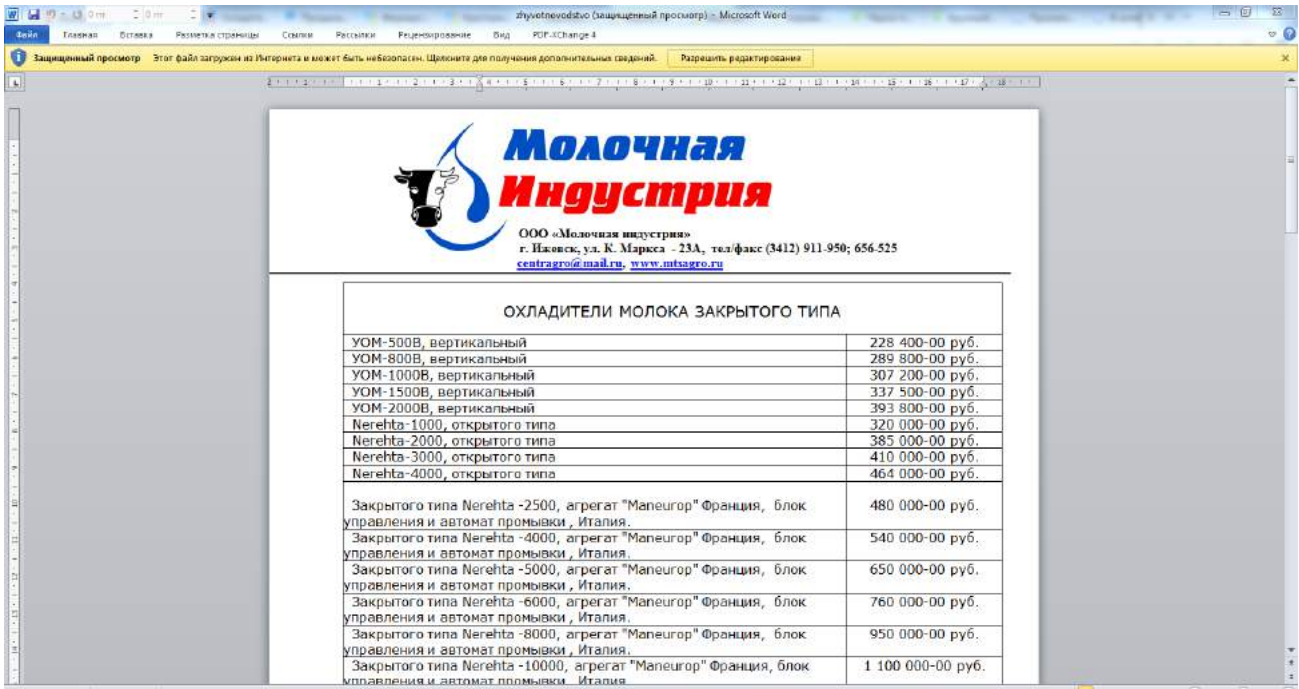 zhyvotnovodstvo (защищенный просмотр) - Microsoft Word
Файл Главная Вставка Разметка страницы Ссылки Рассылки Рецензирование Вид PDF-XChange 4
Защищенный просмотр Этот файл загружен из Интернета и может быть небезопасен. Щелкните для получения дополнительных сведений. Разрешить редактирование
Молочная
Индустрия
ООО «Молочная индустрия»
г. Ижевск, ул. К. Маркса - 23А, тел/факс (3412) 911-950; 656-525
centragro@mail.ru, www.mtsagro.ru
ОХЛАДИТЕЛИ МОЛОКА ЗАКРЫТОГО ТИПА
УОМ-500В, вертикальный 228 400-00 руб.
УОМ-800В, вертикальный 289 800-00 руб.
УОМ-1000В, вертикальный 307 200-00 руб.
УОМ-1500В, вертикальный 337 500-00 руб.
УОМ-2000В, вертикальный 393 800-00 руб.
Nerehta-1000, открытого типа 320 000-00 руб.
Nerehta-2000, открытого типа 385 000-00 руб.
Nerehta-3000, открытого типа 410 000-00 руб.
Nerehta-4000, открытого типа 464 000-00 руб.
Закрытого типа Nerehta -2500, агрегат "Maneurop" Франция, блок 480 000-00 руб.
управления и автомат промывки , Италия.
Закрытого типа Nerehta -4000, агрегат "Maneurop" Франция, блок 540 000-00 руб.
управления и автомат промывки , Италия.
Закрытого типа Nerehta -5000, агрегат "Maneurop" Франция, блок 650 000-00 руб.
управления и автомат промывки , Италия.
Закрытого типа Nerehta -6000, агрегат "Maneurop" Франция, блок 760 000-00 руб.
управления и автомат промывки , Италия.
Закрытого типа Nerehta -8000, агрегат "Maneurop" Франция, блок 950 000-00 руб.
управления и автомат промывки , Италия.
Закрытого типа Nerehta -10000, агрегат "Maneurop" Франция, блок 1 100 000-00 руб.
управления и автомат промывки Италия